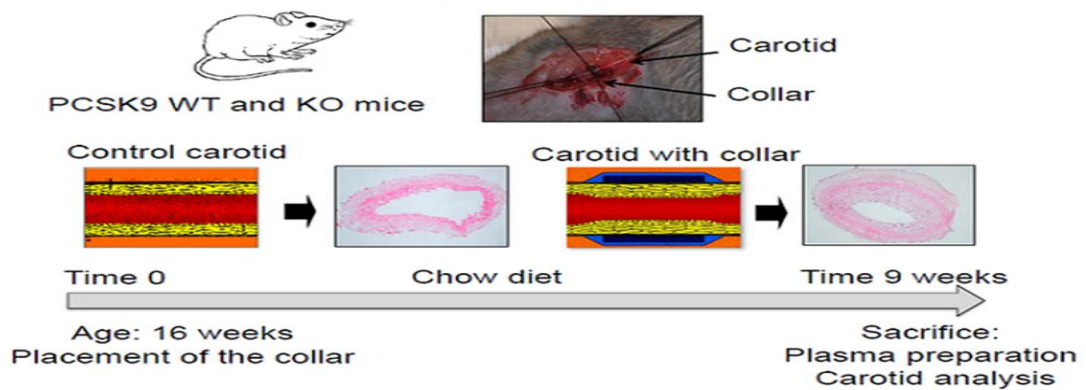 Carotid
Collar
PCSK9 WT and KO mice
Control carotid
Carotid with collar
Time 0
Chow diet
Time 9 weeks
Age: 16 weeks
Placement of the collar
Sacrifice:
Plasma preparation
Carotid analysis